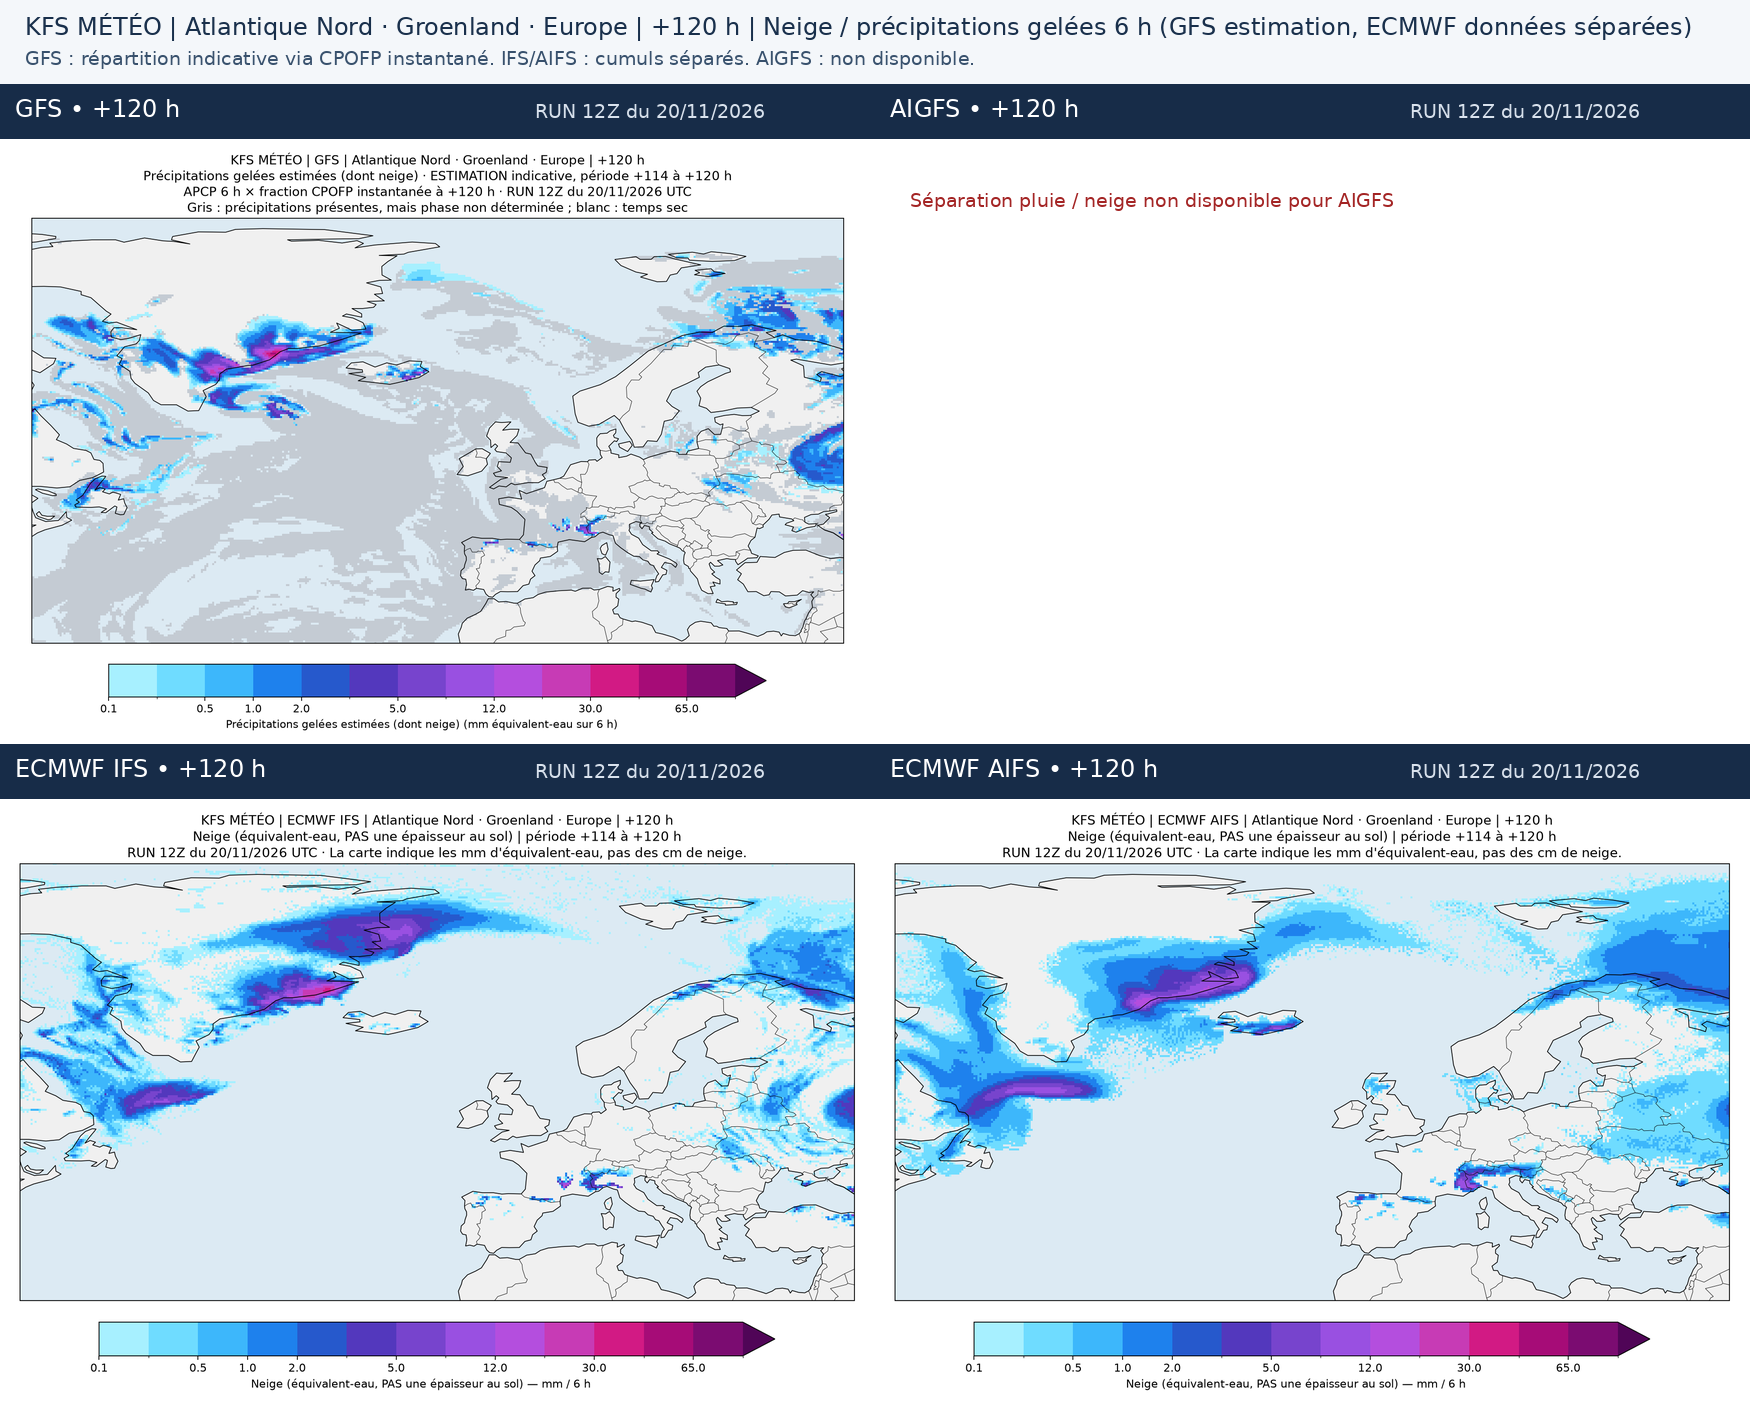 KFS MÉTÉO | Atlantique Nord · Groenland · Europe | +120 h | Neige / précipitations gelées 6 h (GFS estimation, ECMWF données séparées)
GFS : répartition indicative via CPOFP instantané. IFS/AIFS : cumuls séparés. AIGFS : non disponible.
GFS • +120 h
RUN 12Z du 20/11/2026
AIGFS • +120 h
RUN 12Z du 20/11/2026
KFS MÉTÉO | GFS | Atlantique Nord · Groenland · Europe | +120 h
Précipitations gelées estimées (dont neige) · ESTIMATION indicative, période +114 à +120 h
APCP 6 h × fraction CPOFP instantanée à +120 h · RUN 12Z du 20/11/2026 UTC
Gris : précipitations présentes, mais phase non déterminée ; blanc : temps sec
Séparation pluie / neige non disponible pour AIGFS
0.1 0.5 1.0 2.0 5.0 12.0 30.0 65.0
Précipitations gelées estimées (dont neige) (mm équivalent-eau sur 6 h)
ECMWF IFS • +120 h
RUN 12Z du 20/11/2026
ECMWF AIFS • +120 h
RUN 12Z du 20/11/2026
KFS MÉTÉO | ECMWF IFS | Atlantique Nord · Groenland · Europe | +120 h
Neige (équivalent-eau, PAS une épaisseur au sol) | période +114 à +120 h
RUN 12Z du 20/11/2026 UTC · La carte indique les mm d'équivalent-eau, pas des cm de neige.
KFS MÉTÉO | ECMWF AIFS | Atlantique Nord · Groenland · Europe | +120 h
Neige (équivalent-eau, PAS une épaisseur au sol) | période +114 à +120 h
RUN 12Z du 20/11/2026 UTC · La carte indique les mm d'équivalent-eau, pas des cm de neige.
0.1 0.5 1.0 2.0 5.0 12.0 30.0 65.0
Neige (équivalent-eau, PAS une épaisseur au sol) — mm / 6 h
0.1 0.5 1.0 2.0 5.0 12.0 30.0 65.0
Neige (équivalent-eau, PAS une épaisseur au sol) — mm / 6 h